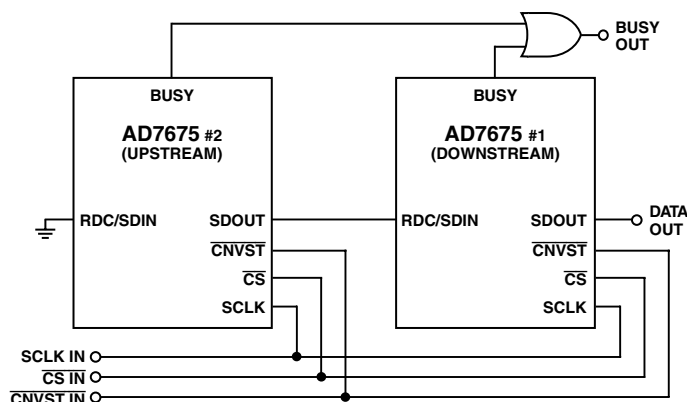 BUSY
OUT
BUSY
BUSY
AD7675 #2
(UPSTREAM)
AD7675 #1
(DOWNSTREAM)
RDC/SDIN
SDOUT
RDC/SDIN
SDOUT
DATA
OUT
CNVST
CNVST
CS
CS
SCLK
SCLK
SCLK IN
CS IN
CNVST IN